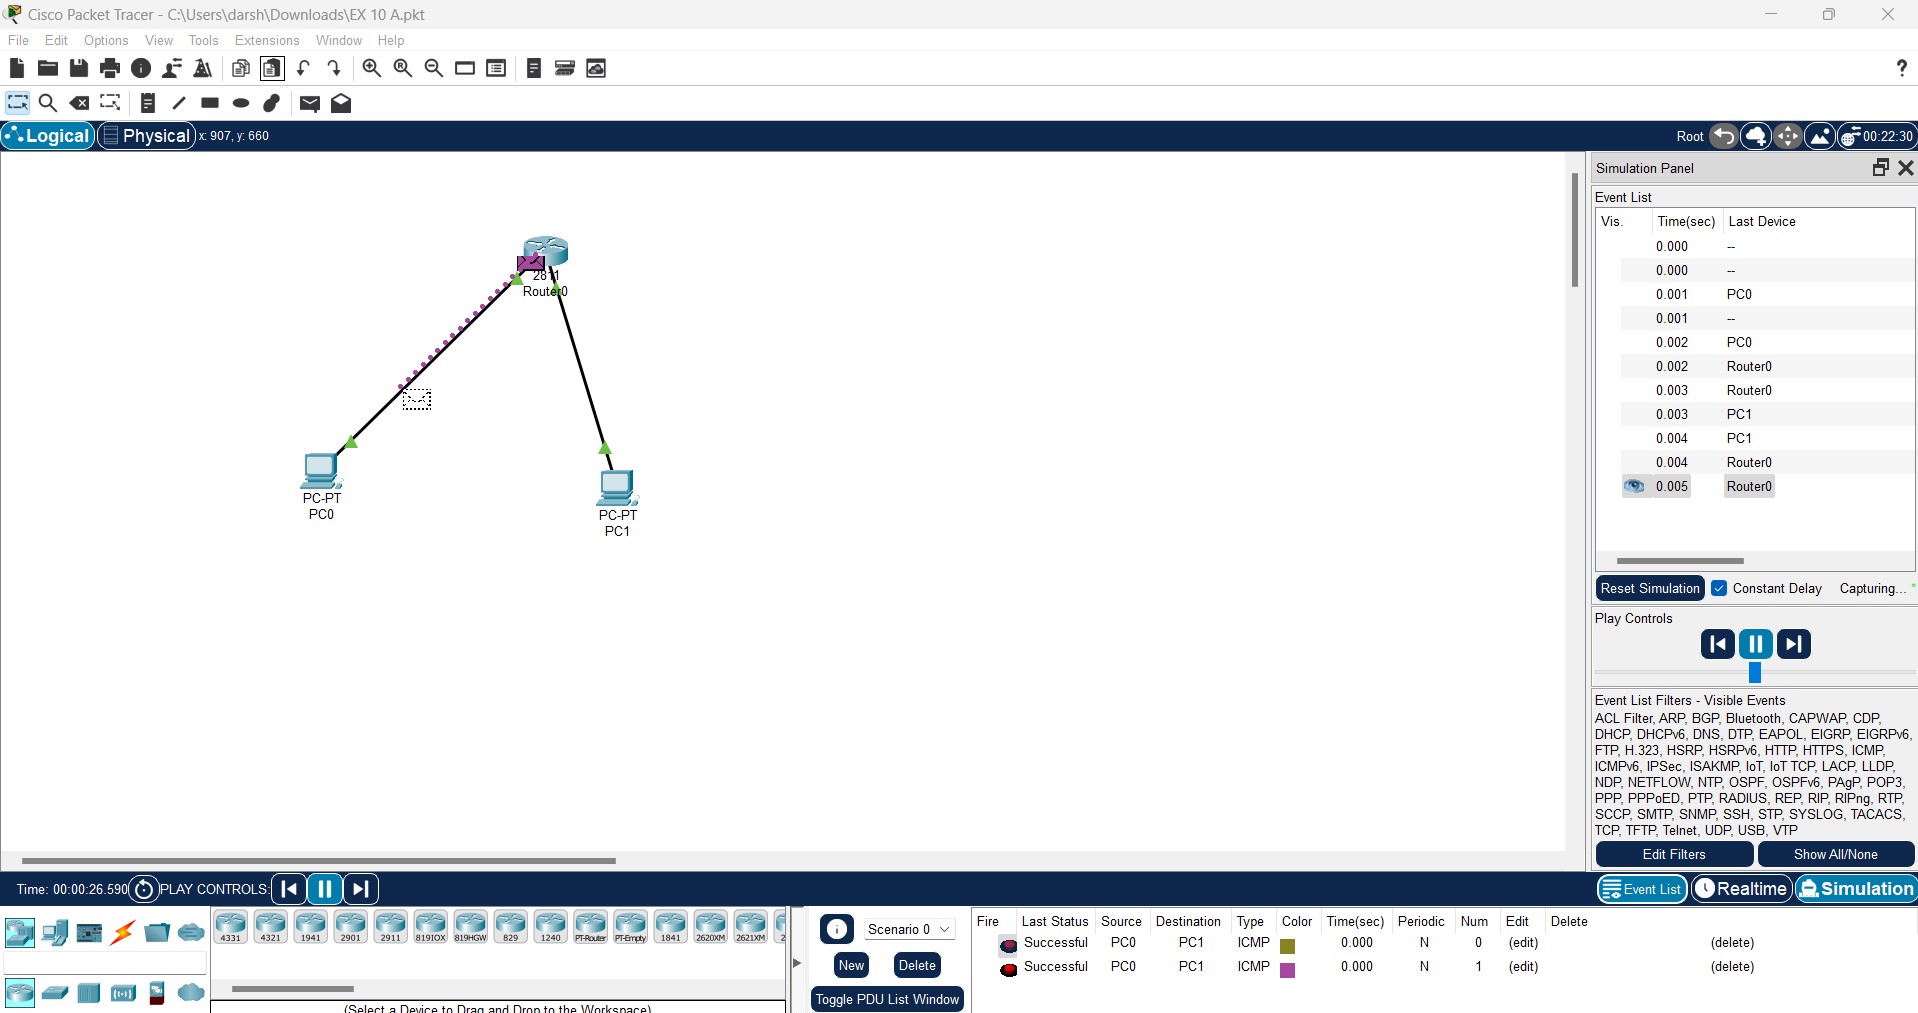 Cisco Packet Tracer - C:\Users\darsh\Downloads\EX 10 A.pkt
File Edit Options View Tools Extensions Window Help
?
Logical Physical x: 907, y: 660 Root 00:22:30
Simulation Panel
Event List
Vis. Time(sec) Last Device
0.000 --
0.000 --
0.001 PC0
0.001 --
0.002 PC0
0.002 Router0
0.003 Router0
0.003 PC1
0.004 PC1
0.004 Router0
0.005 Router0
2811
Router0
PC-PT
PC0
PC-PT
PC1
Reset Simulation Constant Delay Capturing... *
Play Controls
Event List Filters - Visible Events
ACL Filter, ARP, BGP, Bluetooth, CAPWAP, CDP,
DHCP, DHCPv6, DNS, DTP, EAPOL, EIGRP, EIGRPv6,
FTP, H.323, HSRP, HSRPv6, HTTP, HTTPS, ICMP,
ICMPv6, IPSec, ISAKMP, IoT, IoT TCP, LACP, LLDP,
NDP, NETFLOW, NTP, OSPF, OSPFv6, PAgP, POP3,
PPP, PPPoED, PTP, RADIUS, REP, RIP, RIPng, RTP,
SCCP, SMTP, SNMP, SSH, STP, SYSLOG, TACACS,
TCP, TFTP, Telnet, UDP, USB, VTP
Edit Filters Show All/None
Time: 00:00:26.590 PLAY CONTROLS: Event List Realtime Simulation
4331 4321 1941 2901 2911 819IOX 819HGW 829 1240 PT-Router PT-Empty 1841 2620XM 2621XM 2
(Select a Device to Drag and Drop to the Workspace)
Scenario 0
New Delete
Toggle PDU List Window
Fire Last Status Source Destination Type Color Time(sec) Periodic Num Edit Delete
Successful PC0 PC1 ICMP 0.000 N 0 (edit) (delete)
Successful PC0 PC1 ICMP 0.000 N 1 (edit) (delete)